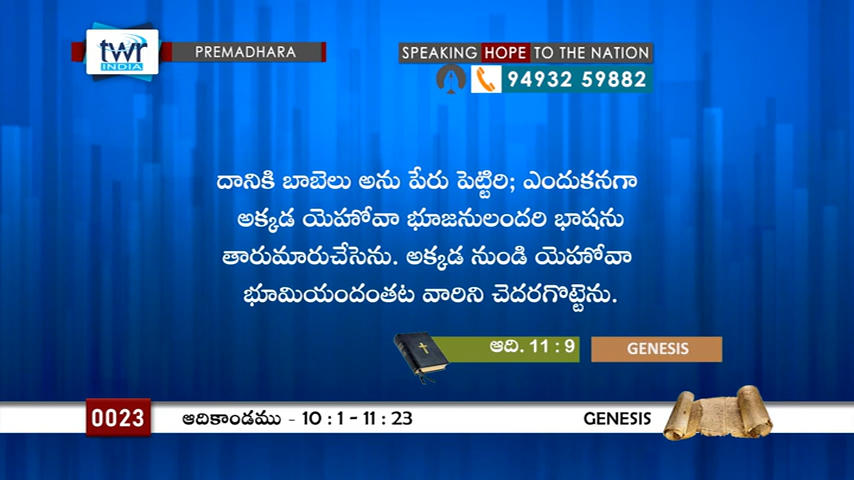 twr
INDIA
PREMADHARA
SPEAKING HOPE TO THE NATION
94932 59882
దానికి బాబెలు అను పేరు పెట్టిరి; ఎందుకనగా
అక్కడ యెహోవా భూజనులందరి భాషను
తారుమారుచేసెను. అక్కడ నుండి యెహోవా
భూమియందంతట వారిని చెదరగొట్టెను.
ఆది. 11 : 9
GENESIS
0023
ఆదికాండము - 10 : 1 - 11 : 23
GENESIS